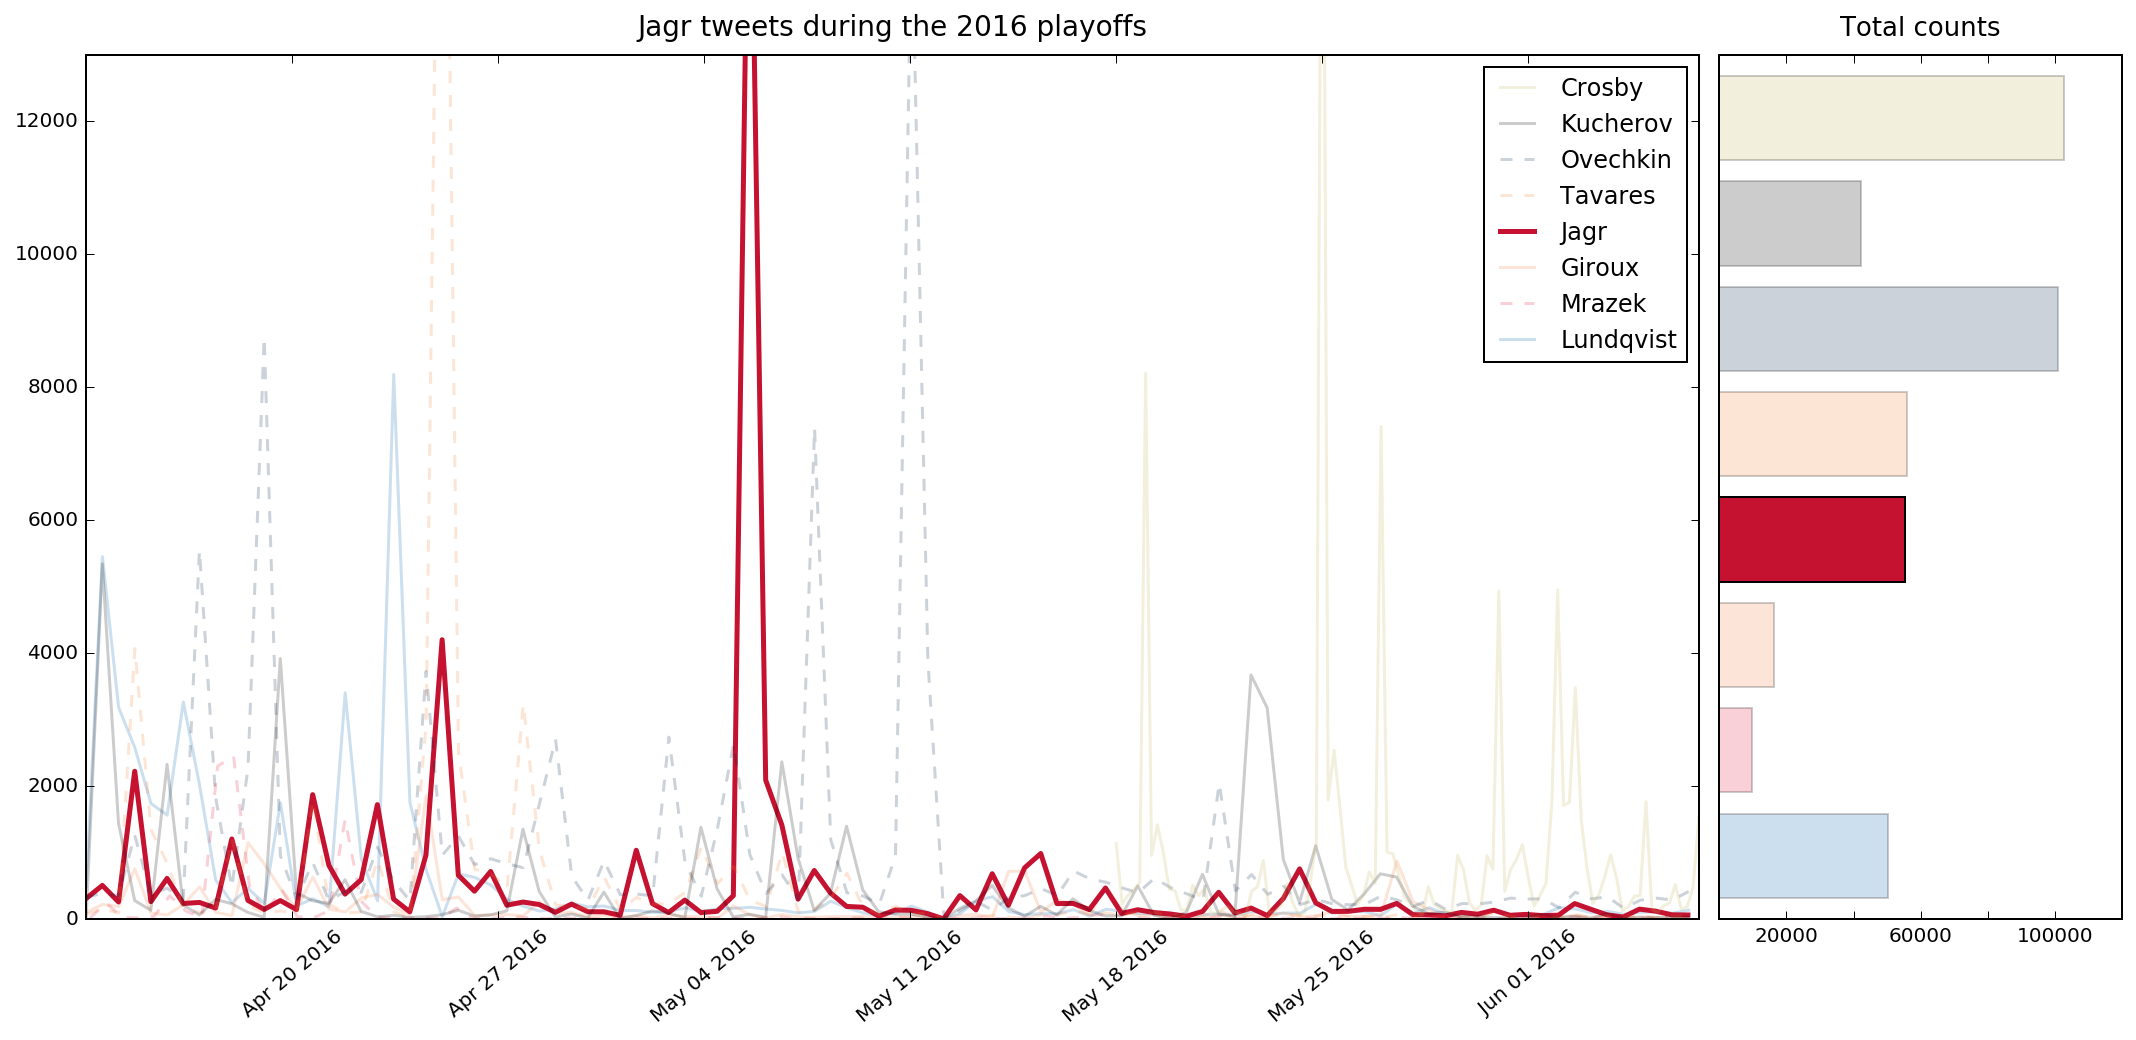 Jagr tweets during the 2016 playoffs
Total counts
12000
10000
8000
6000
4000
2000
0
Crosby
Kucherov
Ovechkin
Tavares
Jagr
Giroux
Mrazek
Lundqvist
Apr 20 2016
Apr 27 2016
May 04 2016
May 11 2016
May 18 2016
May 25 2016
Jun 01 2016
20000
60000
100000